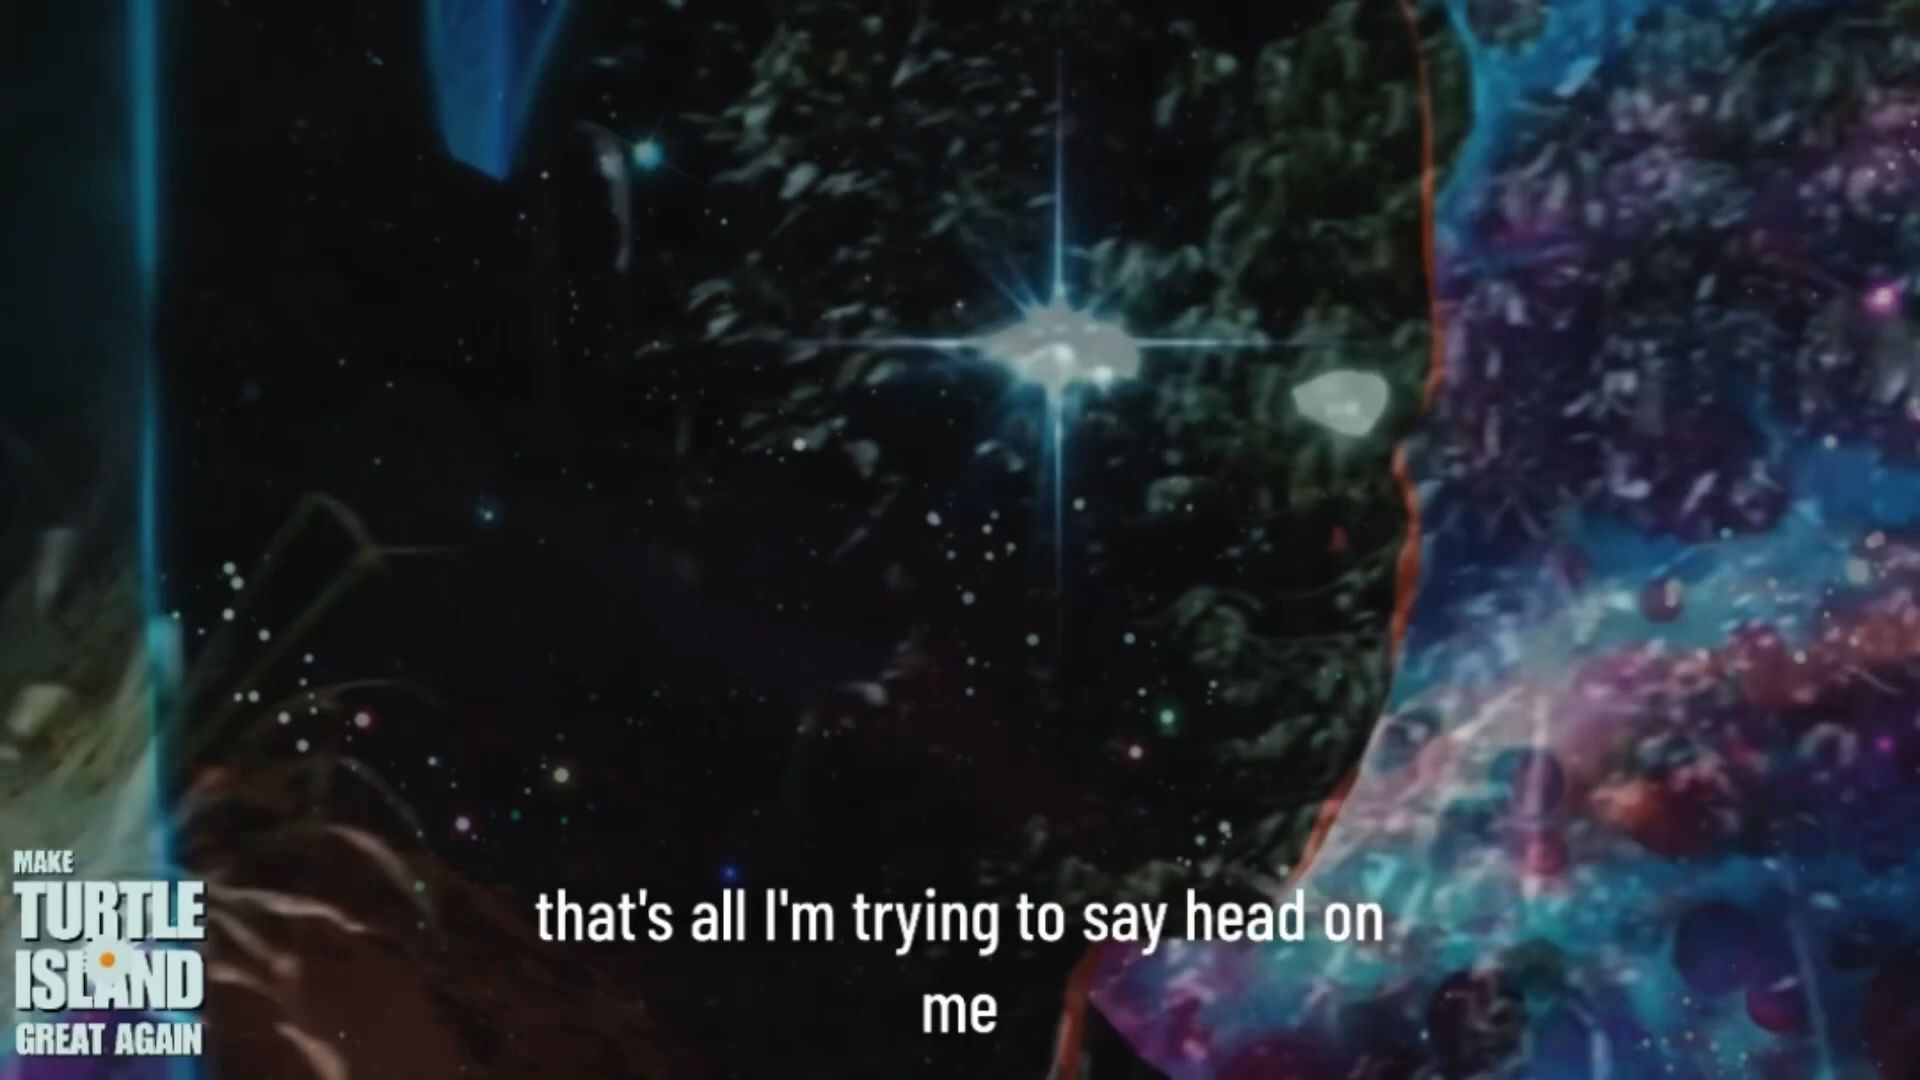 MAKE
TURTLE
ISLAND
GREAT AGAIN
that's all I'm trying to say head on
me